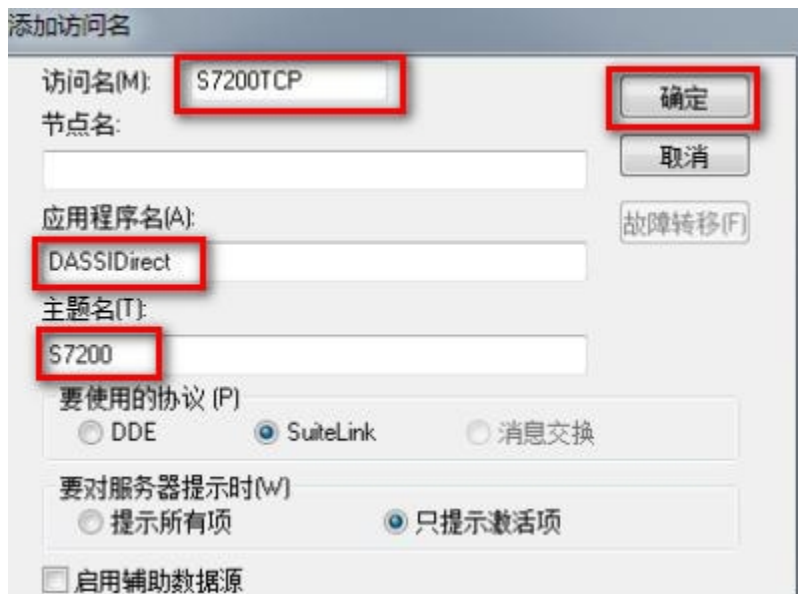 添加访问名
访问名(M): S7200TCP
确定
节点名:
取消
应用程序名(A):
故障转移(F)
DASSIDirect
主题名(T):
S7200
要使用的协议 (P)
DDE SuiteLink 消息交换
要对服务器提示时(W)
提示所有项 只提示激活项
启用辅助数据源